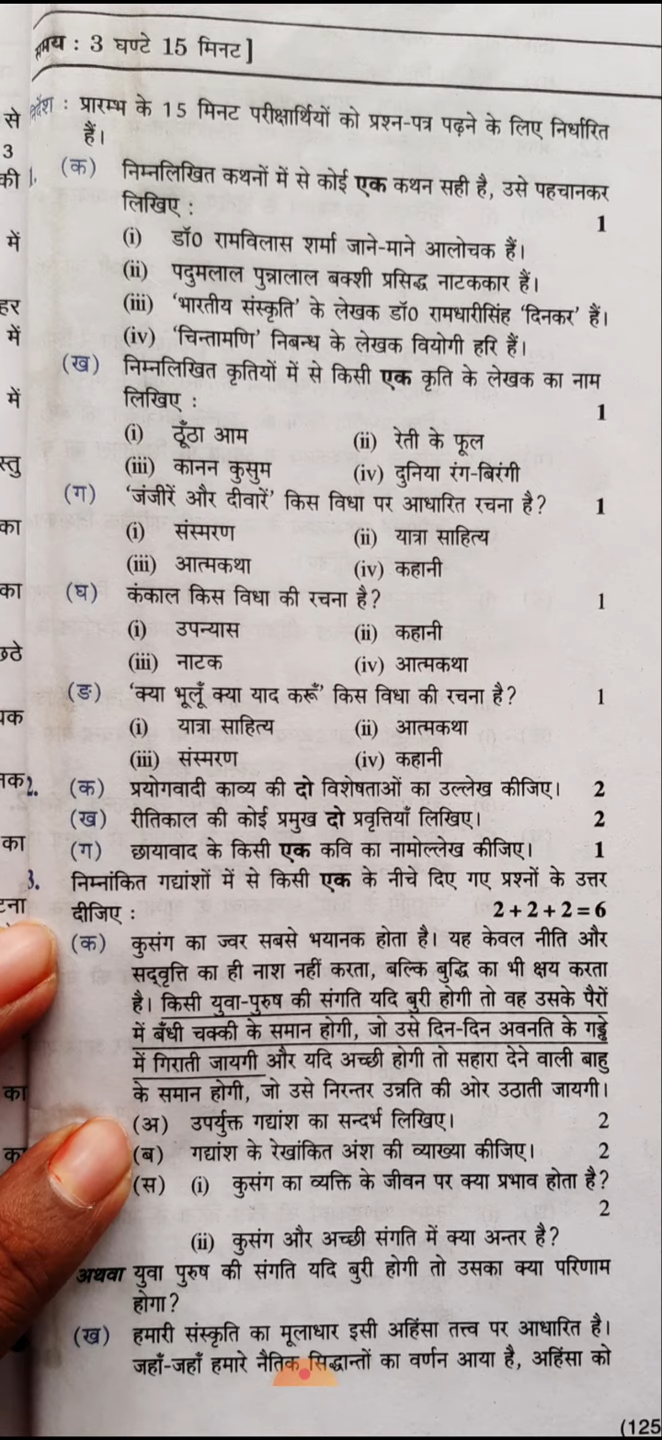 समय : 3 घण्टे 15 मिनट]
निर्देश : प्रारम्भ के 15 मिनट परीक्षार्थियों को प्रश्न-पत्र पढ़ने के लिए निर्धारित
हैं।
1. (क) निम्नलिखित कथनों में से कोई एक कथन सही है, उसे पहचानकर
लिखिए : 1
(i) डॉ0 रामविलास शर्मा जाने-माने आलोचक हैं।
(ii) पदुमलाल पुन्नालाल बक्शी प्रसिद्ध नाटककार हैं।
(iii) 'भारतीय संस्कृति' के लेखक डॉ0 रामधारीसिंह 'दिनकर' हैं।
(iv) 'चिन्तामणि' निबन्ध के लेखक वियोगी हरि हैं।
(ख) निम्नलिखित कृतियों में से किसी एक कृति के लेखक का नाम
लिखिए : 1
(i) ठूँठा आम (ii) रेती के फूल
(iii) कानन कुसुम (iv) दुनिया रंग-बिरंगी
(ग) 'जंजीरें और दीवारें' किस विधा पर आधारित रचना है? 1
(i) संस्मरण (ii) यात्रा साहित्य
(iii) आत्मकथा (iv) कहानी
(घ) कंकाल किस विधा की रचना है? 1
(i) उपन्यास (ii) कहानी
(iii) नाटक (iv) आत्मकथा
(ङ) 'क्या भूलूँ क्या याद करूँ' किस विधा की रचना है? 1
(i) यात्रा साहित्य (ii) आत्मकथा
(iii) संस्मरण (iv) कहानी
2. (क) प्रयोगवादी काव्य की दो विशेषताओं का उल्लेख कीजिए। 2
(ख) रीतिकाल की कोई प्रमुख दो प्रवृत्तियाँ लिखिए। 2
(ग) छायावाद के किसी एक कवि का नामोल्लेख कीजिए। 1
3. निम्नांकित गद्यांशों में से किसी एक के नीचे दिए गए प्रश्नों के उत्तर
दीजिए : 2+2+2=6
(क) कुसंग का ज्वर सबसे भयानक होता है। यह केवल नीति और
सद्वृत्ति का ही नाश नहीं करता, बल्कि बुद्धि का भी क्षय करता
है। किसी युवा-पुरुष की संगति यदि बुरी होगी तो वह उसके पैरों
में बँधी चक्की के समान होगी, जो उसे दिन-दिन अवनति के गड्ढे
में गिराती जायगी और यदि अच्छी होगी तो सहारा देने वाली बाहु
के समान होगी, जो उसे निरन्तर उन्नति की ओर उठाती जायगी।
(अ) उपर्युक्त गद्यांश का सन्दर्भ लिखिए। 2
(ब) गद्यांश के रेखांकित अंश की व्याख्या कीजिए। 2
(स) (i) कुसंग का व्यक्ति के जीवन पर क्या प्रभाव होता है?
2
(ii) कुसंग और अच्छी संगति में क्या अन्तर है?
अथवा युवा पुरुष की संगति यदि बुरी होगी तो उसका क्या परिणाम
होगा?
(ख) हमारी संस्कृति का मूलाधार इसी अहिंसा तत्त्व पर आधारित है।
जहाँ-जहाँ हमारे नैतिक सिद्धान्तों का वर्णन आया है, अहिंसा को
(125
से
3
की
में
हर
में
में
स्तु
का
का
छठे
का
का